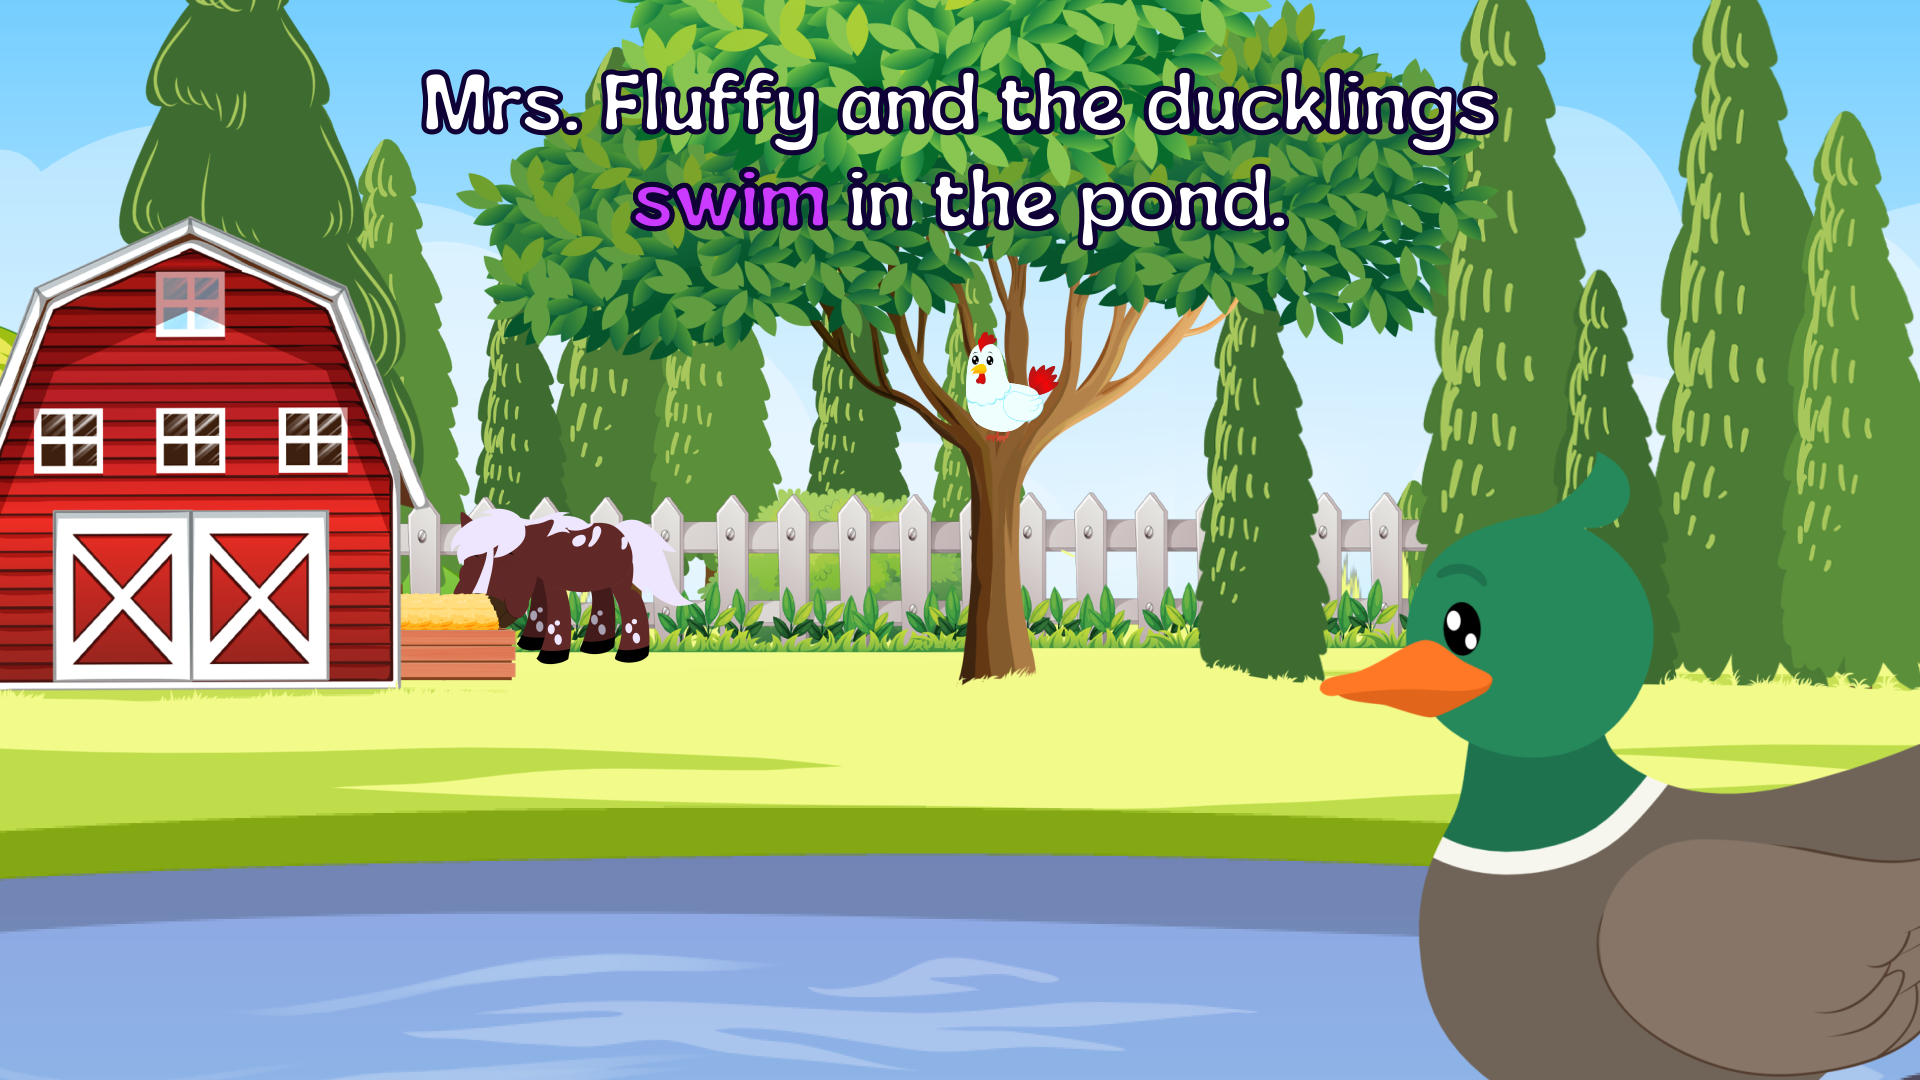 Mrs. Fluffy and the ducklings
swim in the pond.